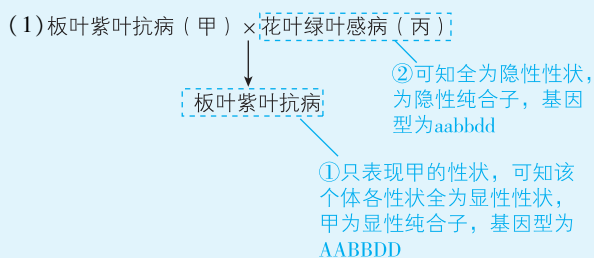 (1)板叶紫叶抗病(甲)×花叶绿叶感病(丙)
②可知全为隐性性状，
为隐性纯合子，基因
型为aabbdd
板叶紫叶抗病
①只表现甲的性状，可知该
个体各性状全为显性性状，
甲为显性纯合子，基因型为
AABBDD